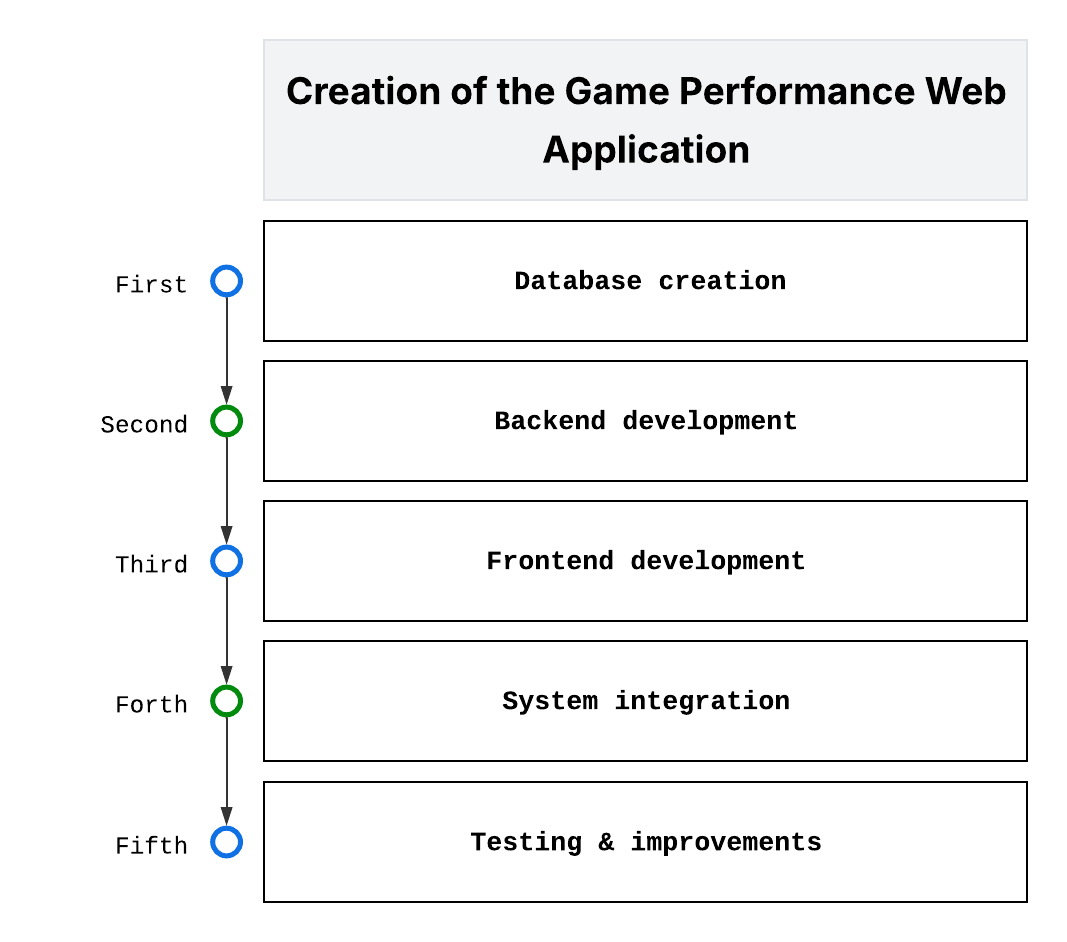 Creation of the Game Performance Web
Application
First
Database creation
Second
Backend development
Third
Frontend development
Forth
System integration
Fifth
Testing & improvements